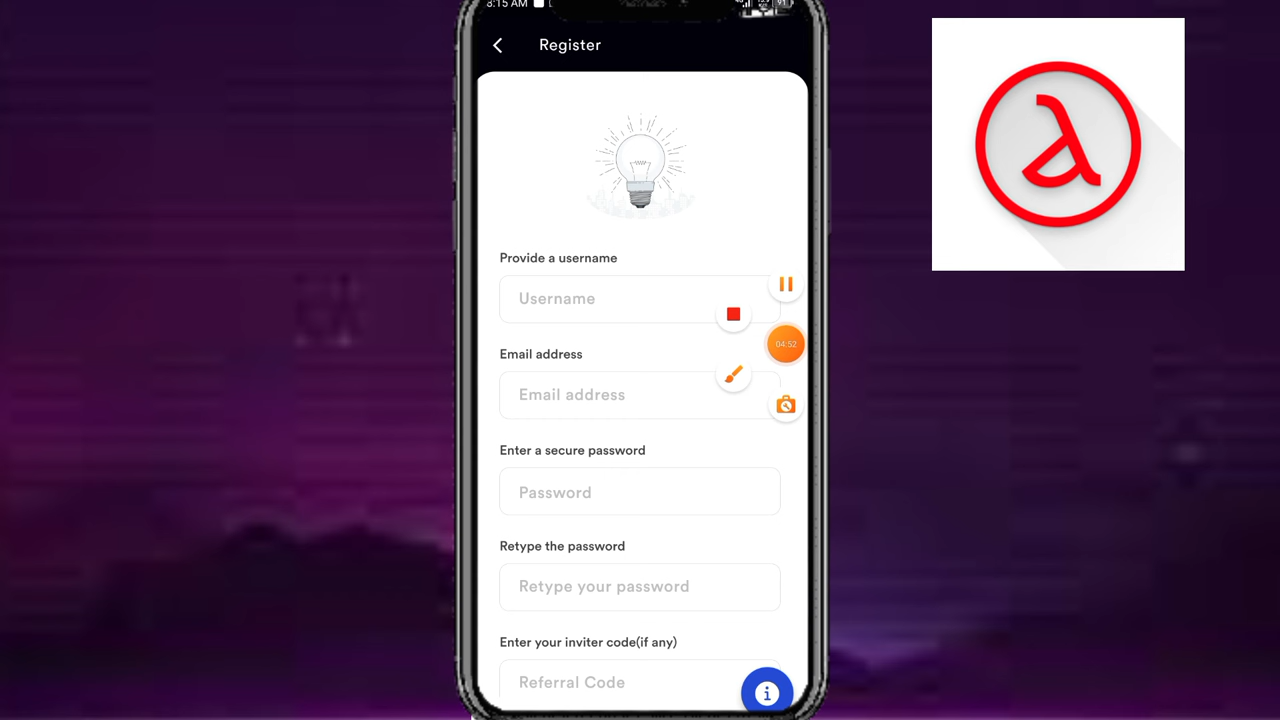 8:15 AM
Register
Provide a username
Username
Email address
Email address
04:52
Enter a secure password
Password
Retype the password
Retype your password
Enter your inviter code(if any)
Referral Code